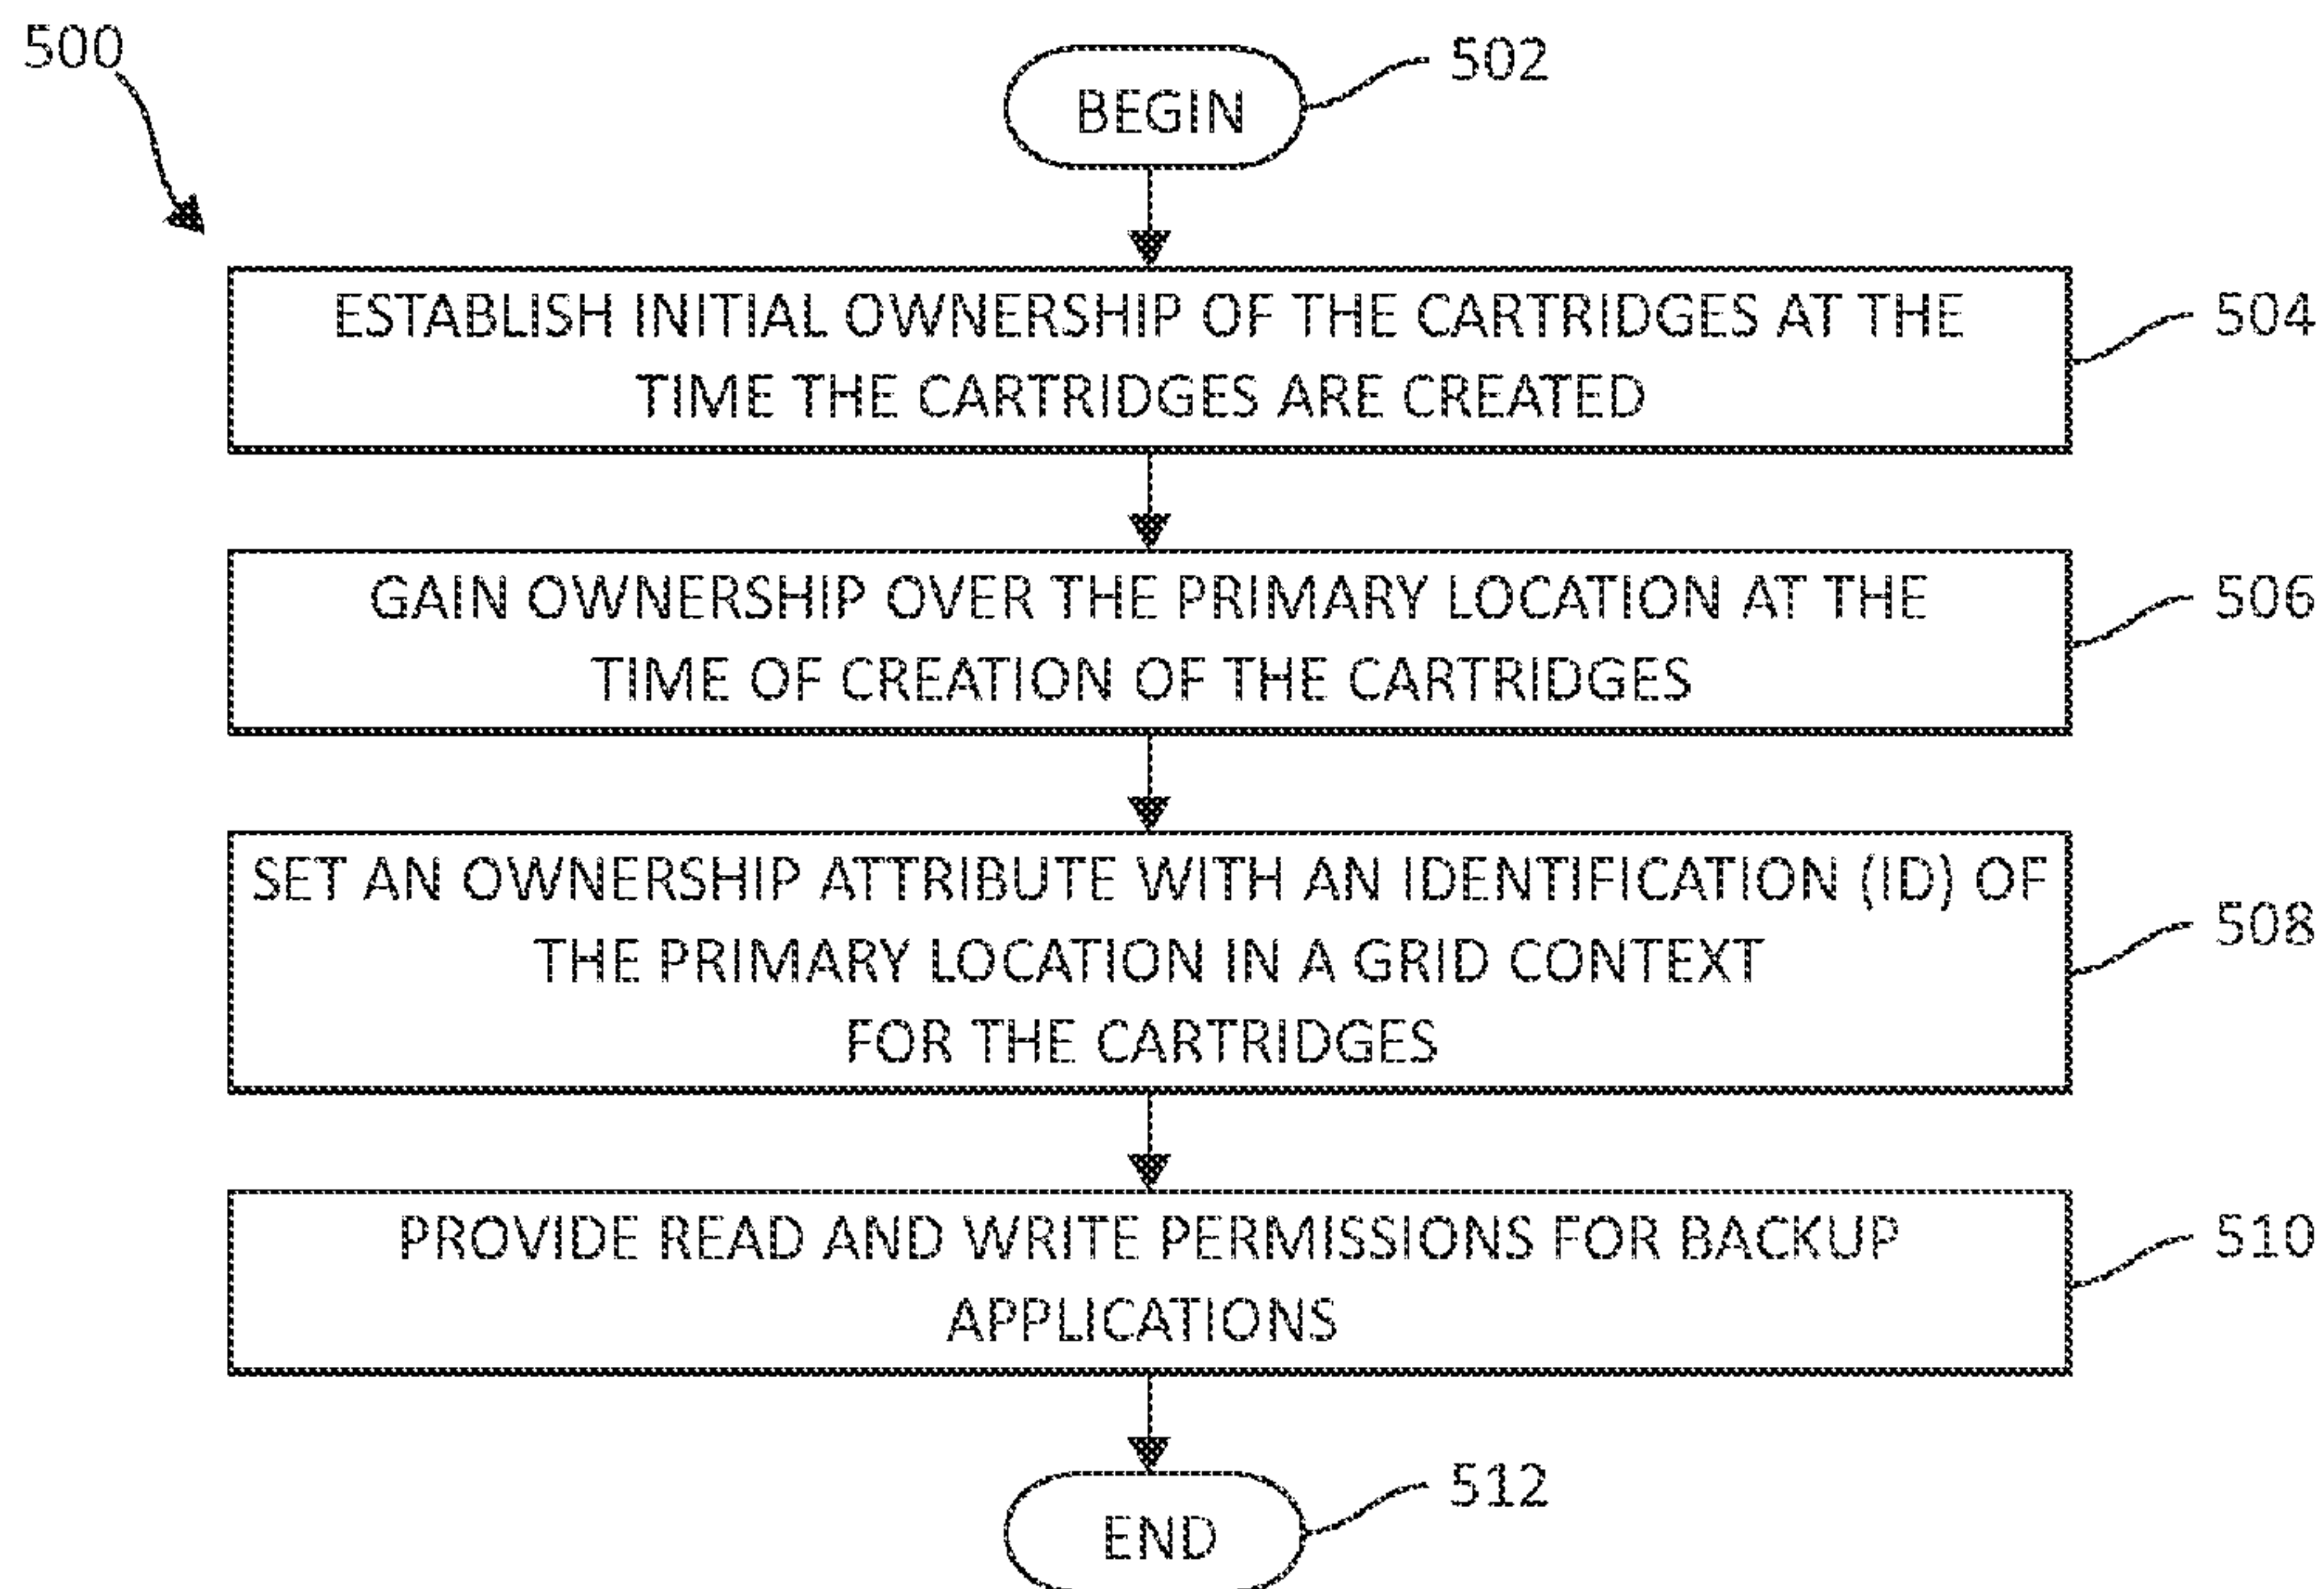 500
BEGIN
502
ESTABLISH INITIAL OWNERSHIP OF THE CARTRIDGES AT THE
TIME THE CARTRIDGES ARE CREATED
504
GAIN OWNERSHIP OVER THE PRIMARY LOCATION AT THE
TIME OF CREATION OF THE CARTRIDGES
506
SET AN OWNERSHIP ATTRIBUTE WITH AN IDENTIFICATION (ID) OF
THE PRIMARY LOCATION IN A GRID CONTEXT
FOR THE CARTRIDGES
508
PROVIDE READ AND WRITE PERMISSIONS FOR BACKUP
APPLICATIONS
510
END
512